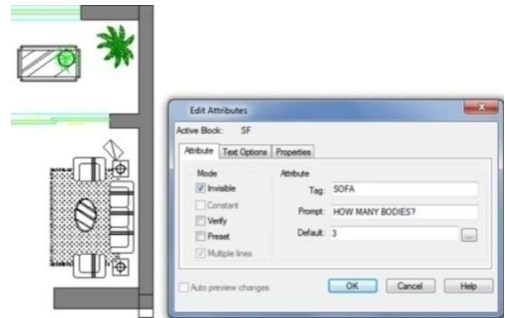 Edit Attributes
Active Block: SF
Attribute Text Options Properties
Mode
Invisible
Constant
Verify
Preset
Multiple lines
Attribute
Tag: SOFA
Prompt: HOW MANY BODIES?
Default: 3
...
Auto preview changes
OK Cancel Help